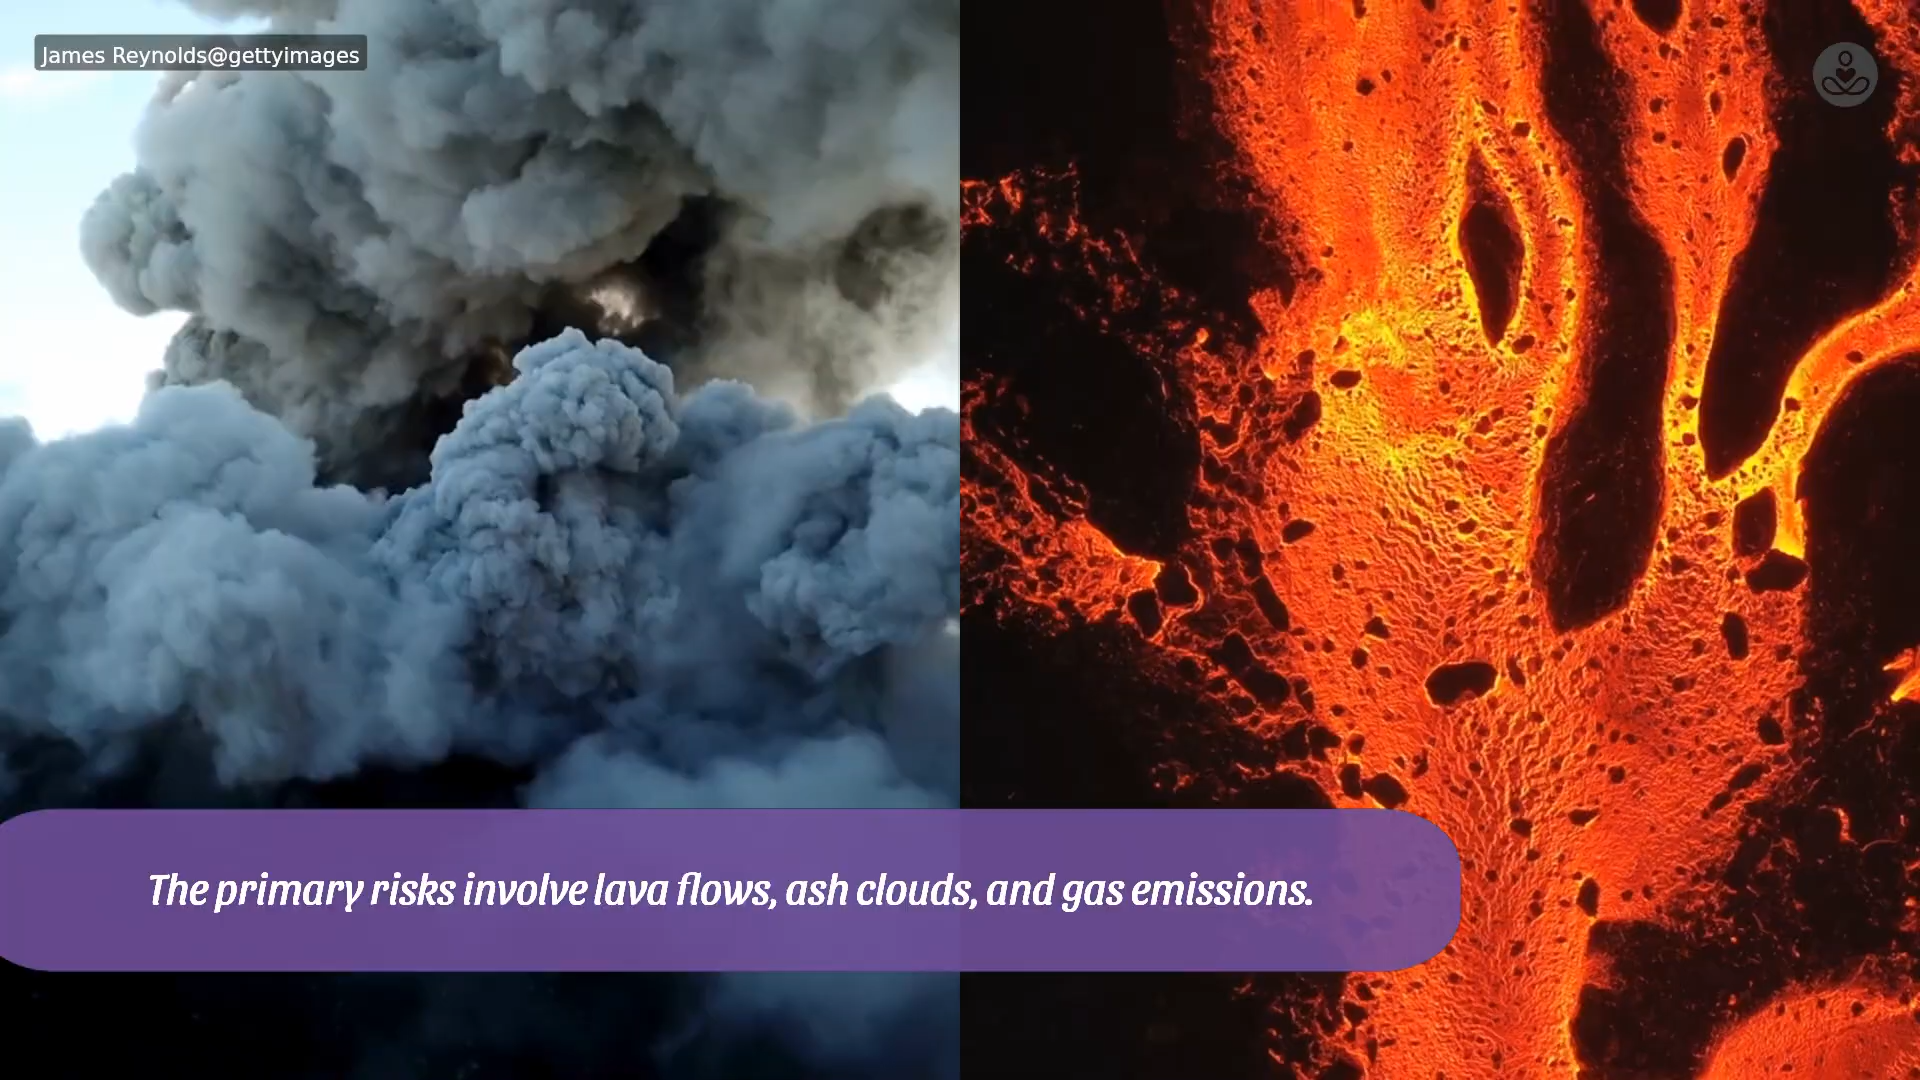 James Reynolds@gettyimages
The primary risks involve lava flows, ash clouds, and gas emissions.